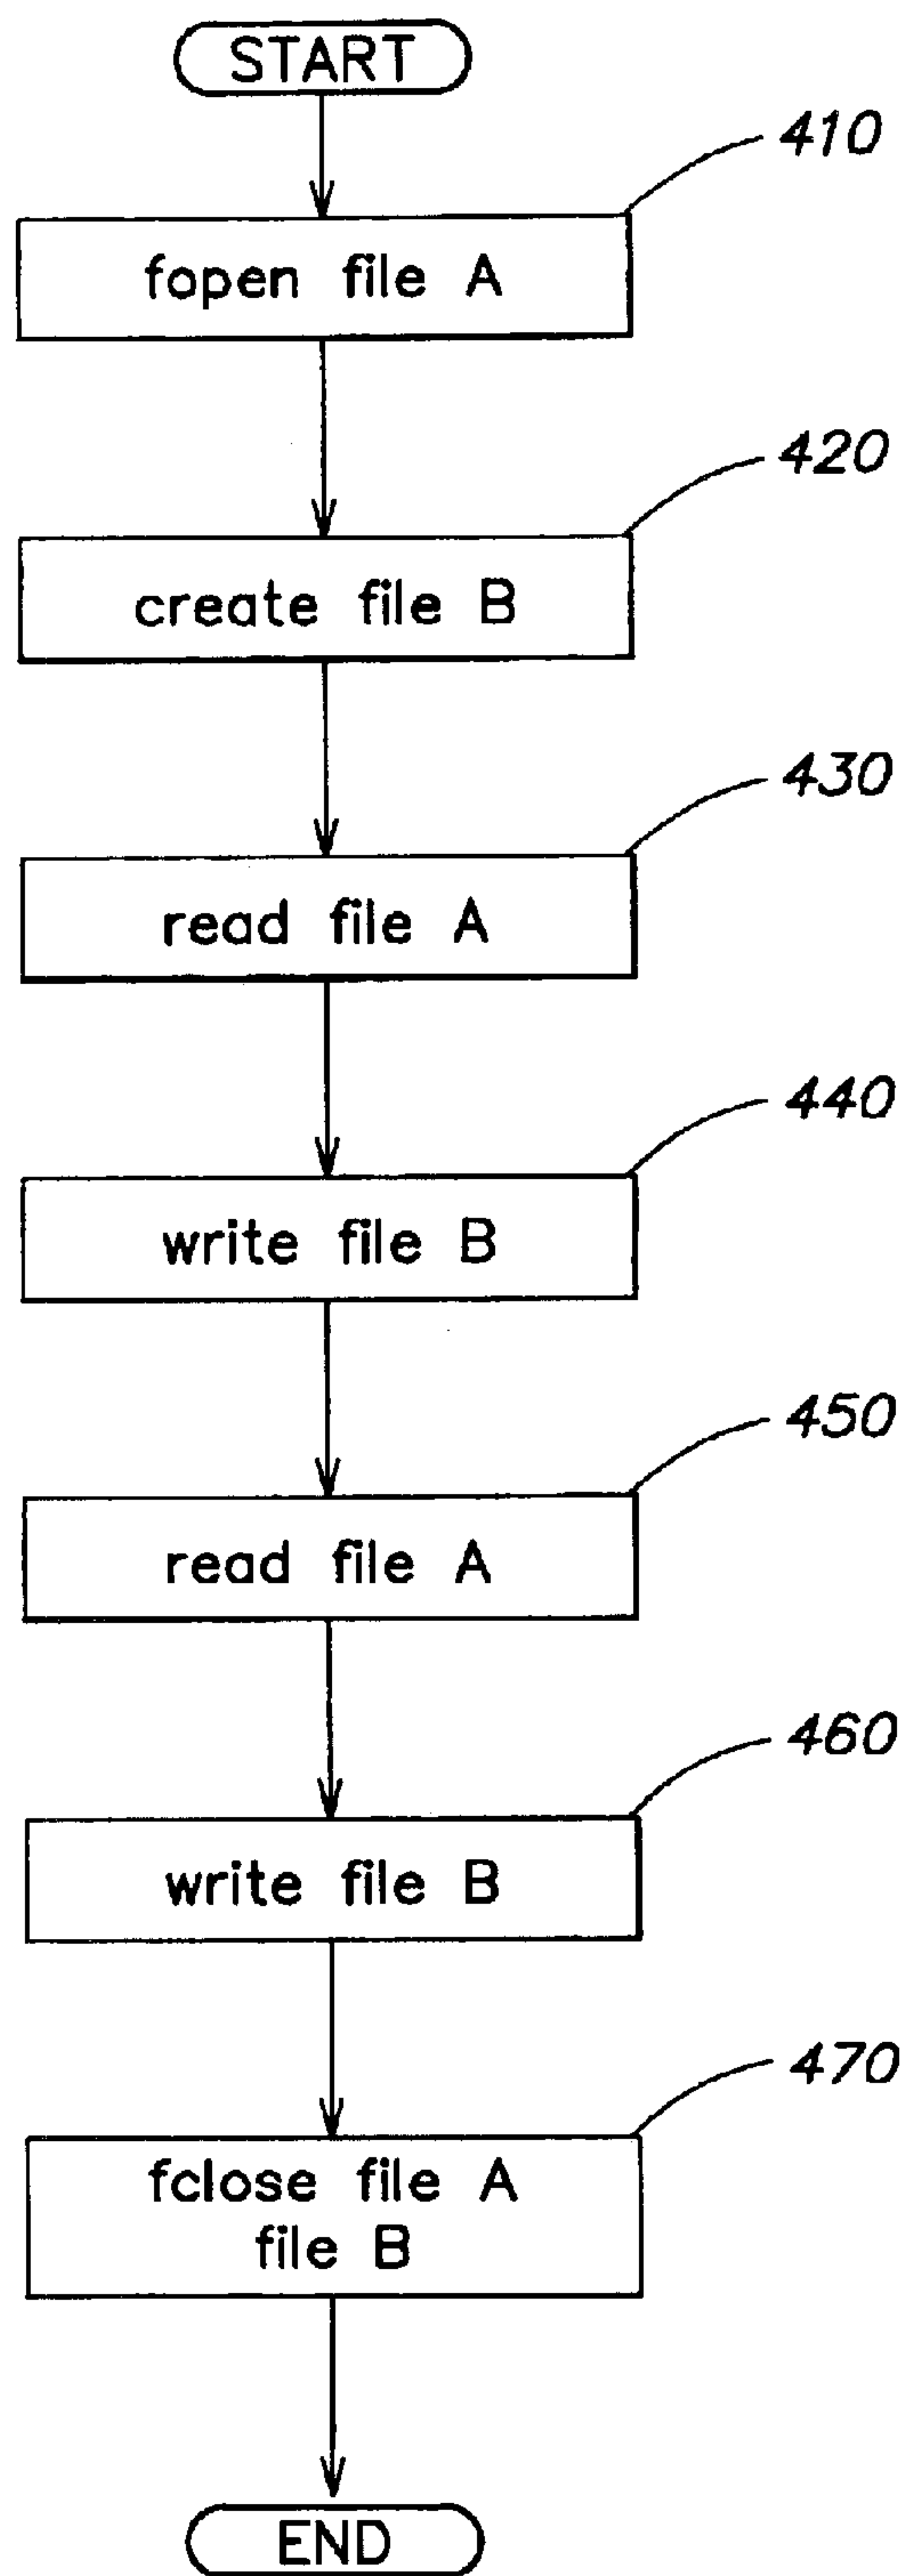 START
410
fopen file A
420
create file B
430
read file A
440
write file B
450
read file A
460
write file B
470
fclose file A
file B
END